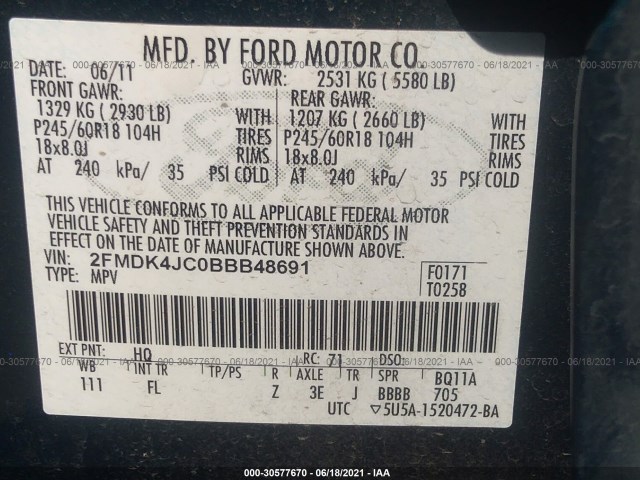 MFD. BY FORD MOTOR CO.
DATE: 06/11 GVWR: 2531 KG ( 5580 LB)
FRONT GAWR: REAR GAWR:
1329 KG ( 2930 LB) WITH 1207 KG ( 2660 LB) WITH
P245/60R18 104H TIRES P245/60R18 104H TIRES
18x8.0J RIMS 18x8.0J RIMS
AT 240 kPa/ 35 PSI COLD AT 240 kPa/ 35 PSI COLD
THIS VEHICLE CONFORMS TO ALL APPLICABLE FEDERAL MOTOR
VEHICLE SAFETY AND THEFT PREVENTION STANDARDS IN
EFFECT ON THE DATE OF MANUFACTURE SHOWN ABOVE.
VIN: 2FMDK4JC0BBB48691 F0171
TYPE: MPV T0258
EXT PNT: HQ RC: 71 DSO:
WB INT TR TP/PS R AXLE TR SPR BQ11A
111 FL Z 3E J BBBB 705
UTC ▽5U5A-1520472-BA
000-30577670 - 06/18/2021 - IAA